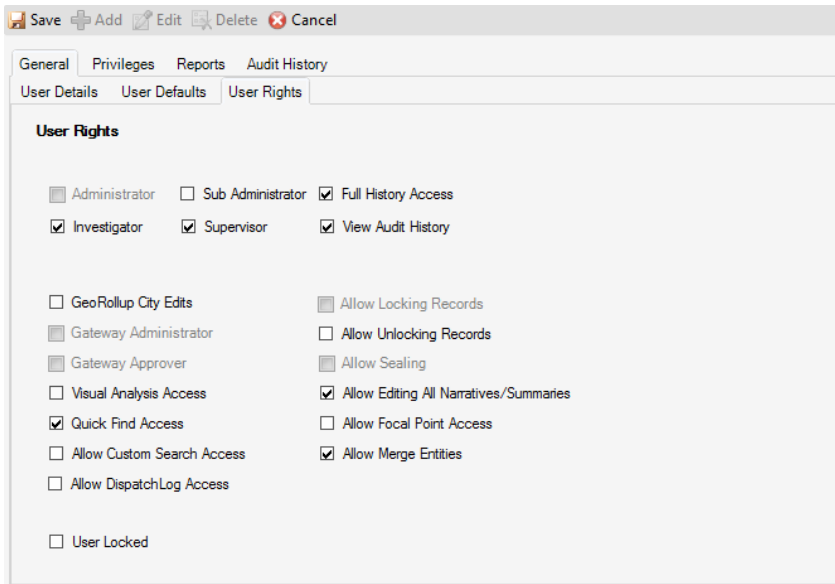 Save Add Edit Delete Cancel
General Privileges Reports Audit History
User Details User Defaults User Rights
User Rights
Administrator Sub Administrator Full History Access
Investigator Supervisor View Audit History
GeoRollup City Edits Allow Locking Records
Gateway Administrator Allow Unlocking Records
Gateway Approver Allow Sealing
Visual Analysis Access Allow Editing All Narratives/Summaries
Quick Find Access Allow Focal Point Access
Allow Custom Search Access Allow Merge Entities
Allow DispatchLog Access
User Locked